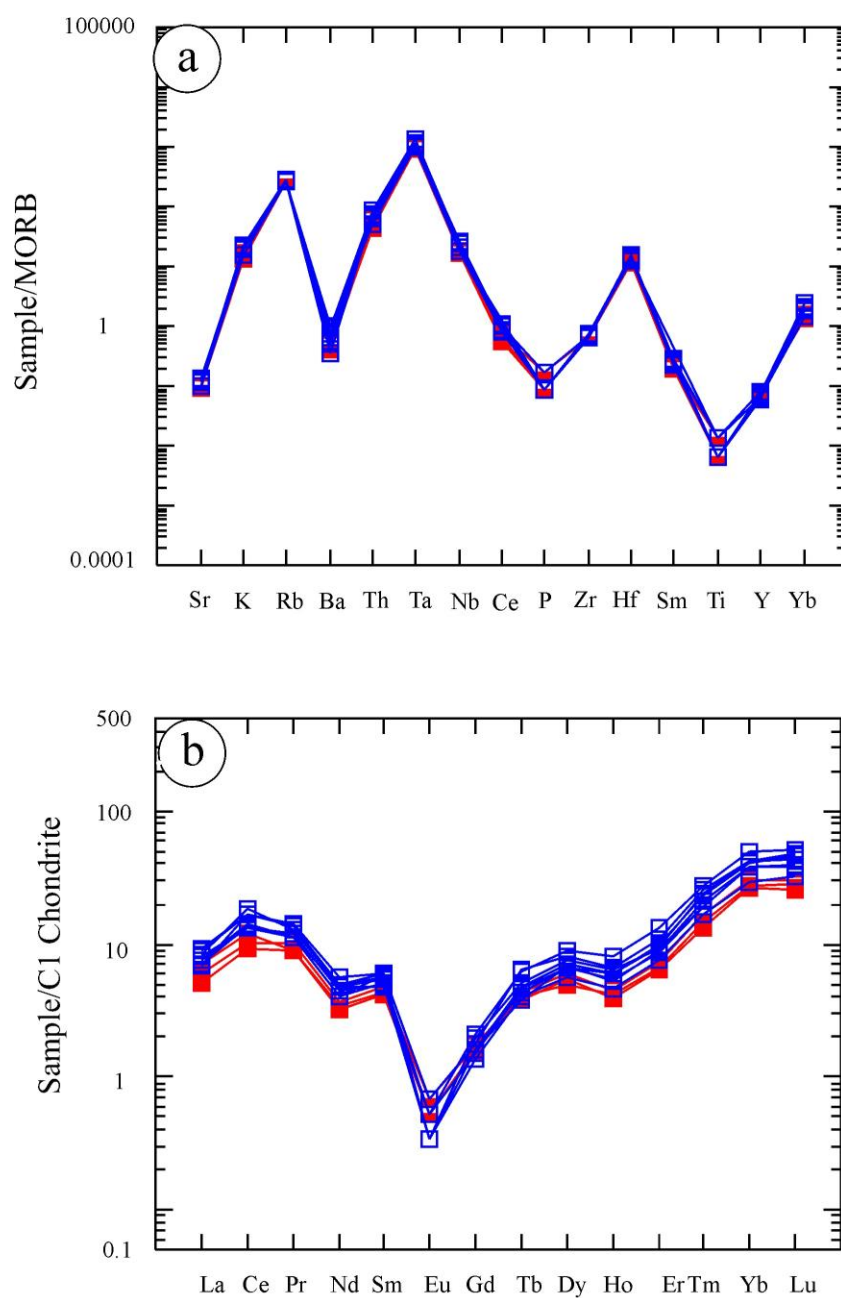 100000
a
Sample/MORB
1
0.0001
Sr K Rb Ba Th Ta Nb Ce P Zr Hf Sm Ti Y Yb
500
b
100
Sample/C1 Chondrite
10
1
0.1
La Ce Pr Nd Sm Eu Gd Tb Dy Ho Er Tm Yb Lu